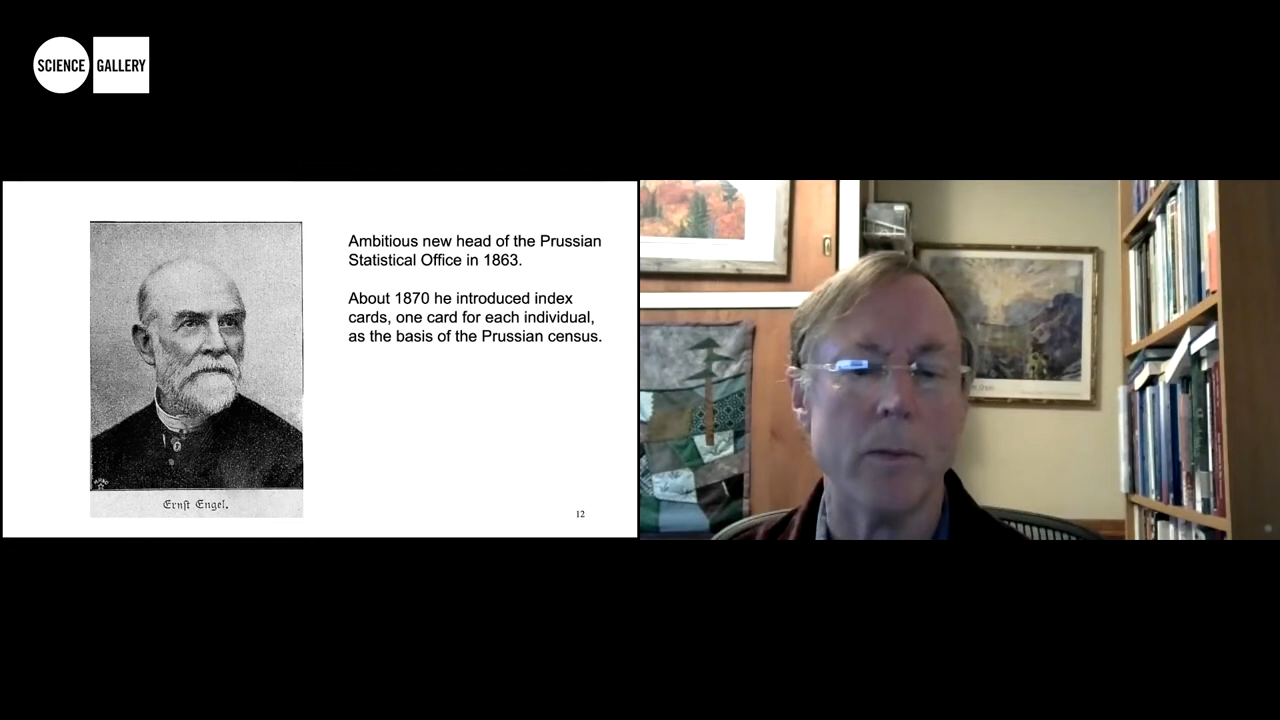 SCIENCE GALLERY
Ambitious new head of the Prussian
Statistical Office in 1863.
About 1870 he introduced index
cards, one card for each individual,
as the basis of the Prussian census.
Ernſt Engel.
12